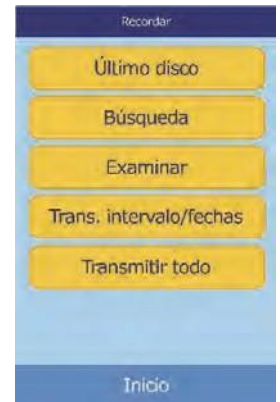 Recordar
Último disco
Búsqueda
Examinar
Trans. intervalo/fechas
Transmitir todo
Inicio